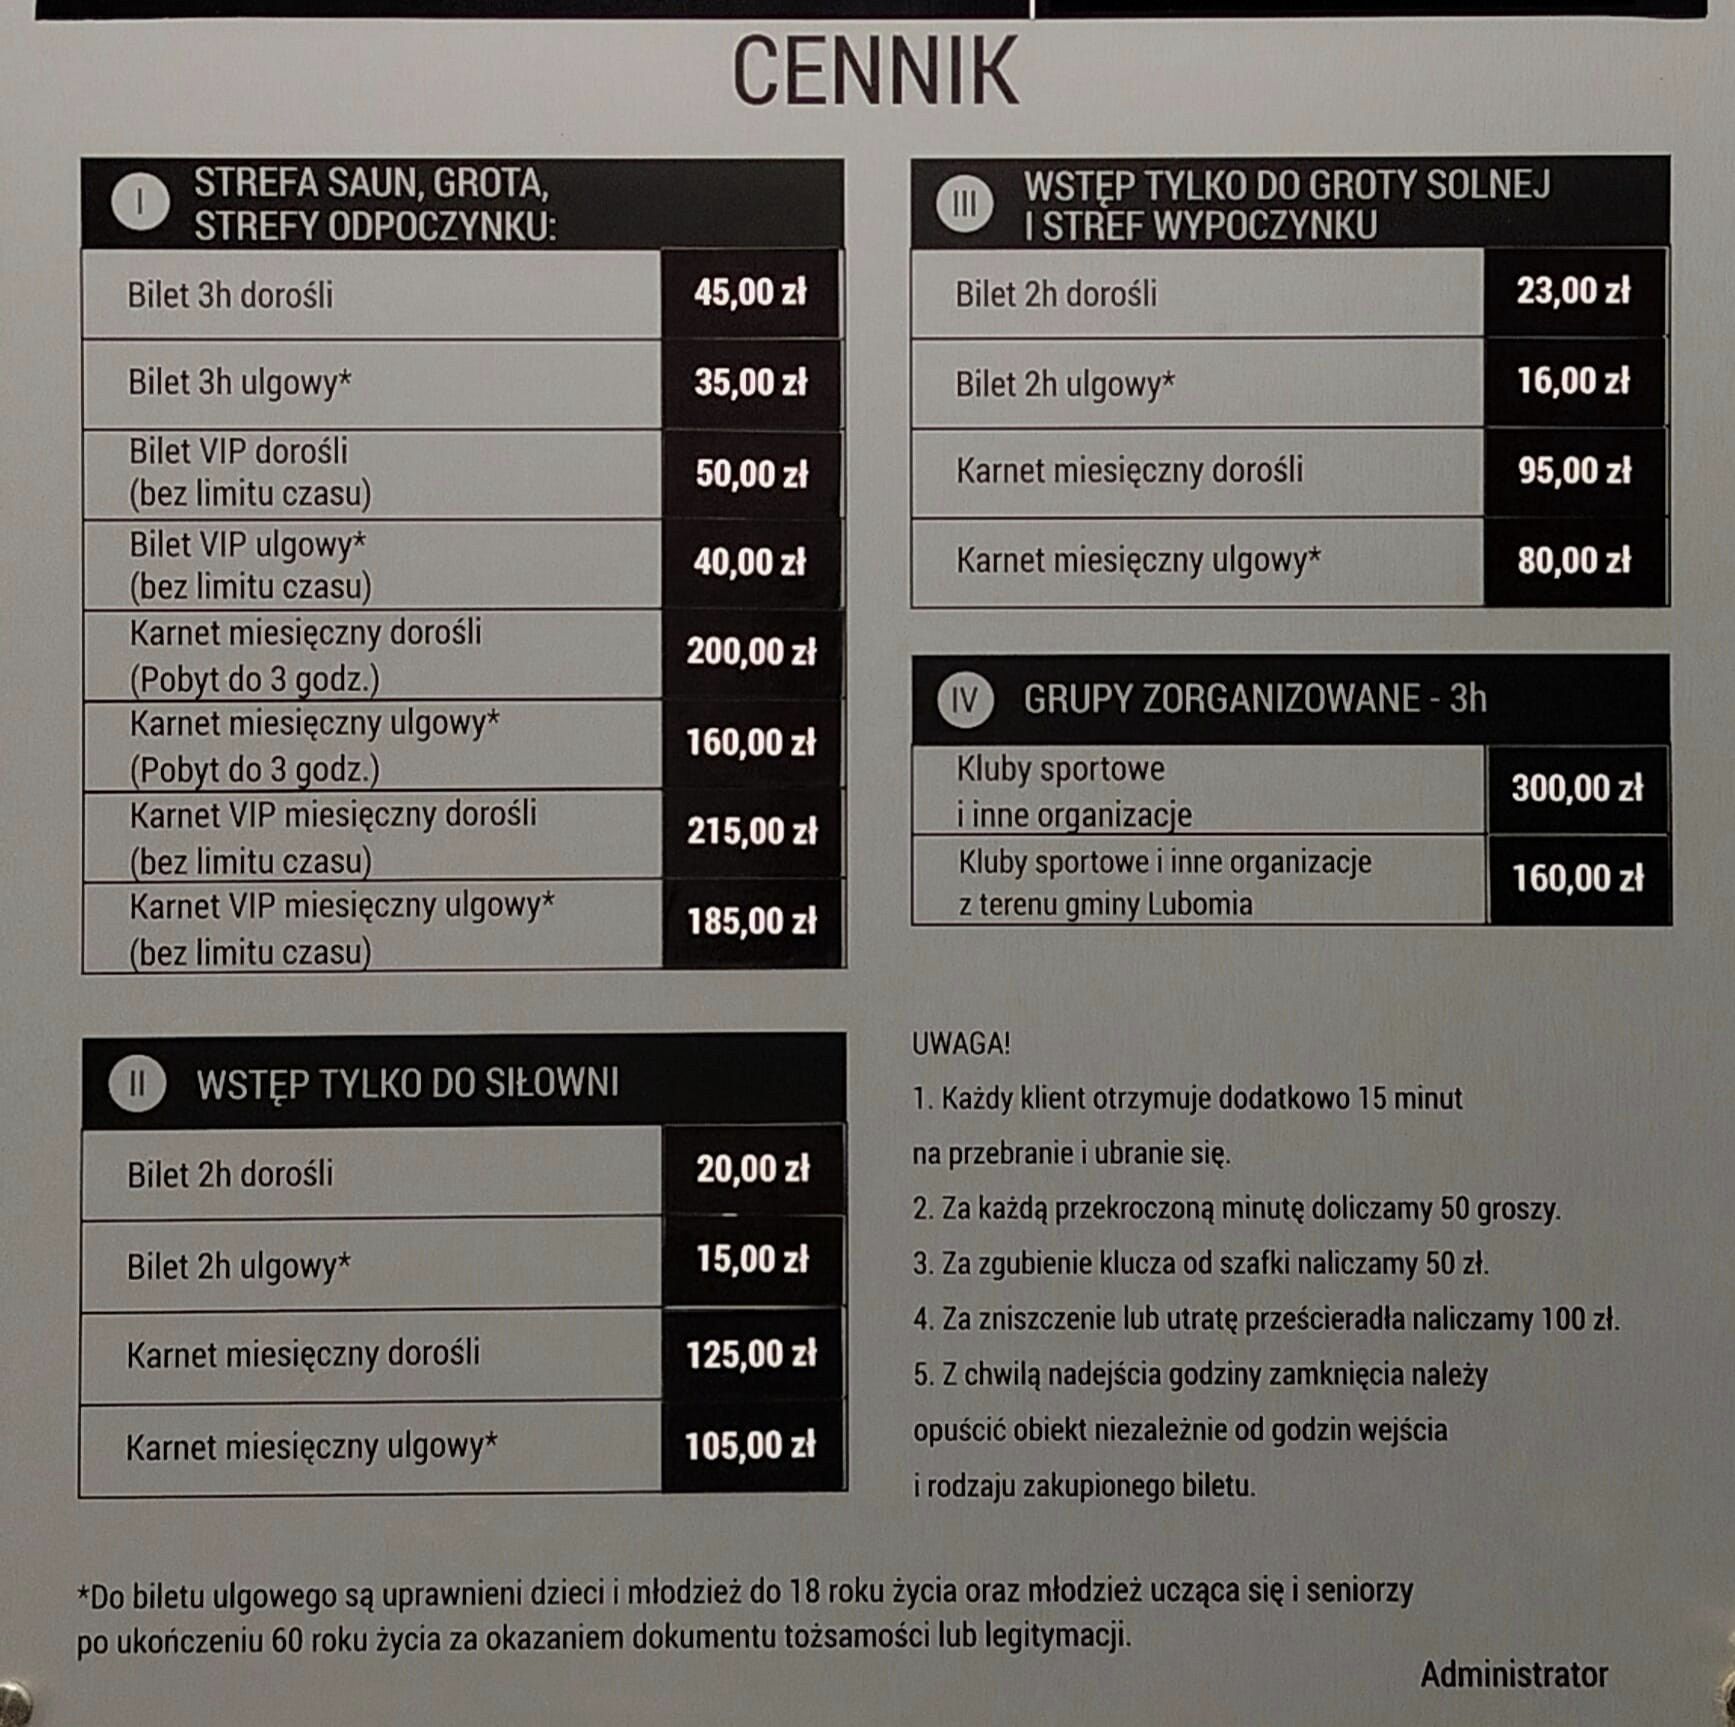 CENNIK
I
STREFA SAUN, GROTA,
STREFY ODPOCZYNKU:
Bilet 3h dorośli
45,00 zł
Bilet 3h ulgowy*
35,00 zł
Bilet VIP dorośli
(bez limitu czasu)
50,00 zł
Bilet VIP ulgowy*
(bez limitu czasu)
40,00 zł
Karnet miesięczny dorośli
(Pobyt do 3 godz.)
200,00 zł
Karnet miesięczny ulgowy*
(Pobyt do 3 godz.)
160,00 zł
Karnet VIP miesięczny dorośli
(bez limitu czasu)
215,00 zł
Karnet VIP miesięczny ulgowy*
(bez limitu czasu)
185,00 zł
II
WSTĘP TYLKO DO SIŁOWNI
Bilet 2h dorośli
20,00 zł
Bilet 2h ulgowy*
15,00 zł
Karnet miesięczny dorośli
125,00 zł
Karnet miesięczny ulgowy*
105,00 zł
III
WSTĘP TYLKO DO GROTY SOLNEJ
I STREF WYPOCZYNKU
Bilet 2h dorośli
23,00 zł
Bilet 2h ulgowy*
16,00 zł
Karnet miesięczny dorośli
95,00 zł
Karnet miesięczny ulgowy*
80,00 zł
IV
GRUPY ZORGANIZOWANE - 3h
Kluby sportowe
i inne organizacje
300,00 zł
Kluby sportowe i inne organizacje
z terenu gminy Lubomia
160,00 zł
UWAGA!
1. Każdy klient otrzymuje dodatkowo 15 minut
na przebranie i ubranie się.
2. Za każdą przekroczoną minutę doliczamy 50 groszy.
3. Za zgubienie klucza od szafki naliczamy 50 zł.
4. Za zniszczenie lub utratę prześcieradła naliczamy 100 zł.
5. Z chwilą nadejścia godziny zamknięcia należy
opuścić obiekt niezależnie od godzin wejścia
i rodzaju zakupionego biletu.
*Do biletu ulgowego są uprawnieni dzieci i młodzież do 18 roku życia oraz młodzież ucząca się i seniorzy
po ukończeniu 60 roku życia za okazaniem dokumentu tożsamości lub legitymacji.
Administrator